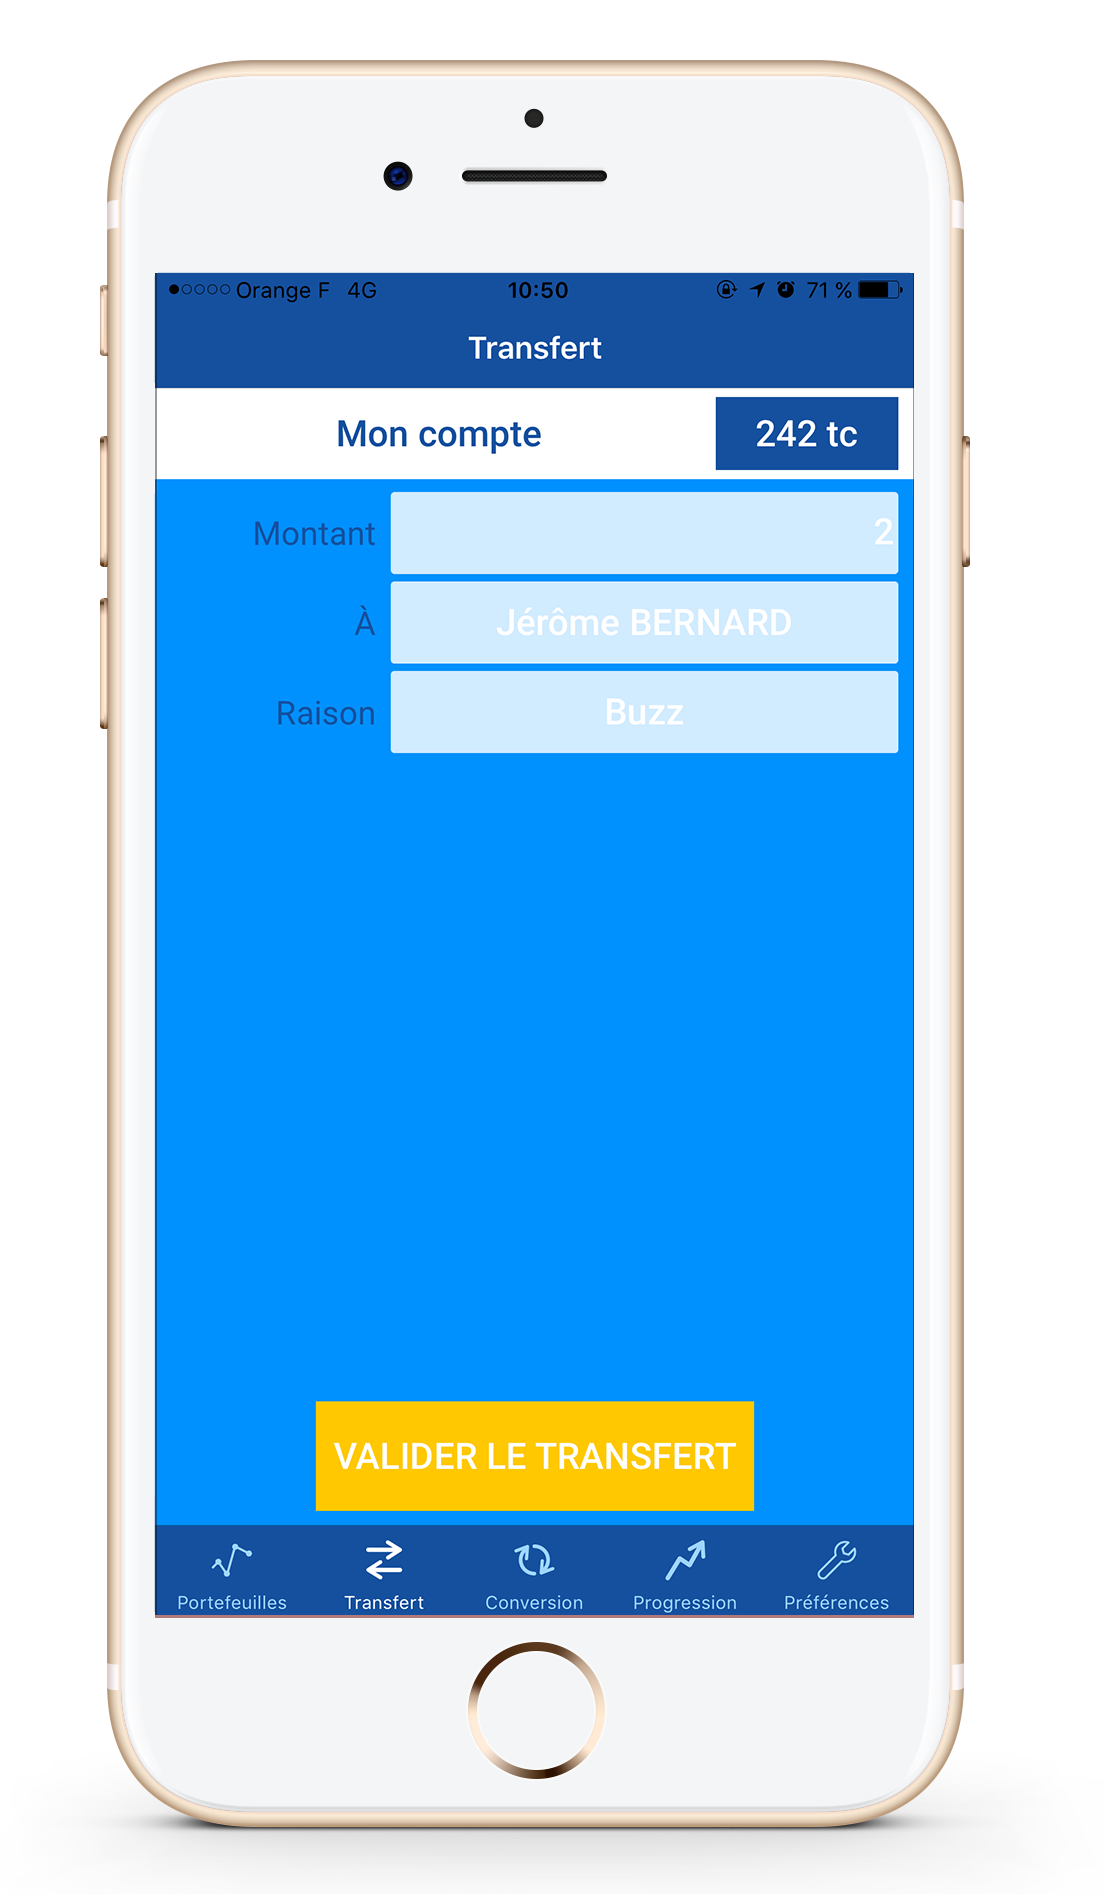 Orange F 4G 10:50 71 %
Transfert
Mon compte 242 tc
Montant 2
À Jérôme BERNARD
Raison Buzz
VALIDER LE TRANSFERT
Portefeuilles Transfert Conversion Progression Préférences